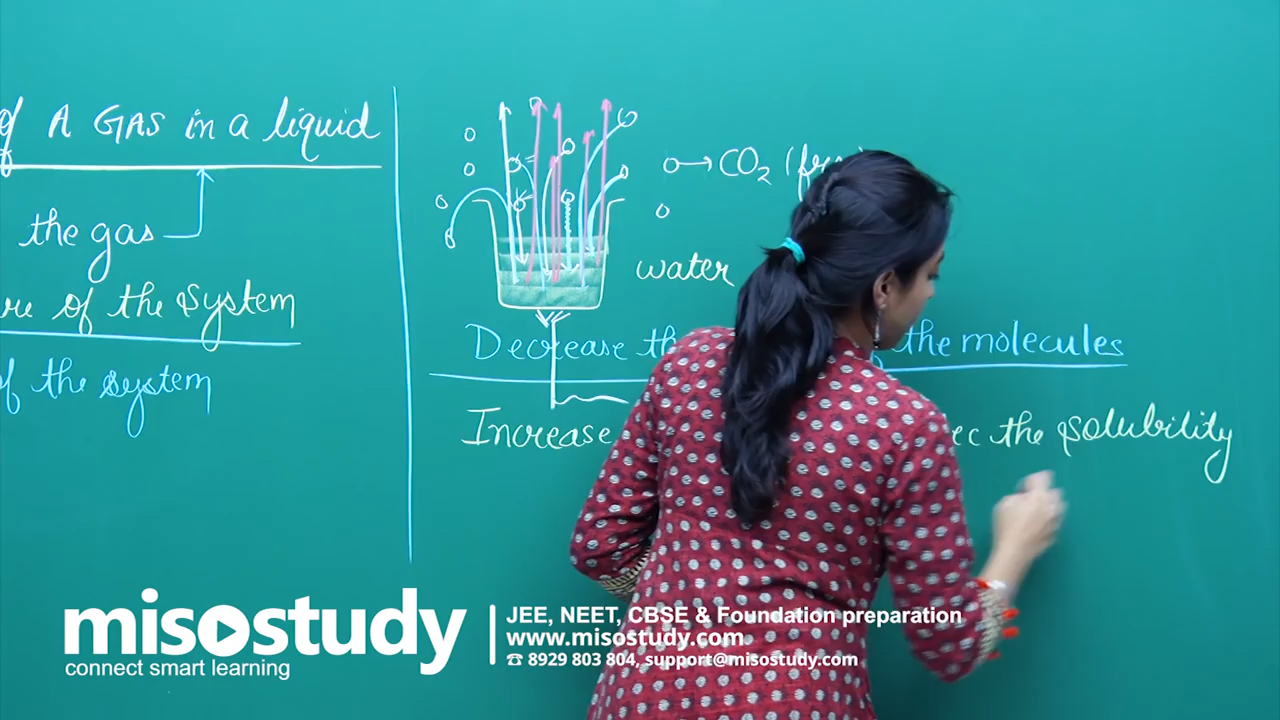 of A GAS in a liquid
the gas
re of the system
of the system
CO₂
water
Decrease the molecules
Increase ec the solubility
misostudy
connect smart learning
JEE, NEET, CBSE & Foundation preparation
www.misostudy.com
☎ 8929 803 804, support@misostudy.com